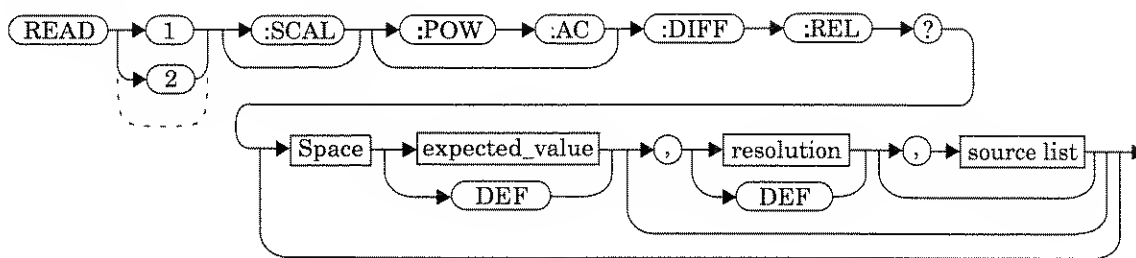 READ 1 :SCAL :POW :AC :DIFF :REL ?
2
Space expected_value , resolution , source list
DEF DEF